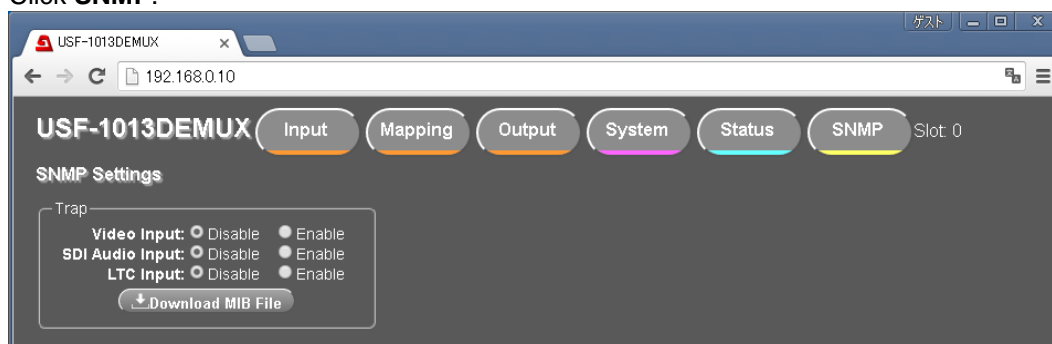 Click SNMP.
ゲスト
USF-1013DEMUX
192.168.0.10
USF-1013DEMUX Input Mapping Output System Status SNMP Slot: 0
SNMP Settings
Trap
Video Input: Disable Enable
SDI Audio Input: Disable Enable
LTC Input: Disable Enable
Download MIB File